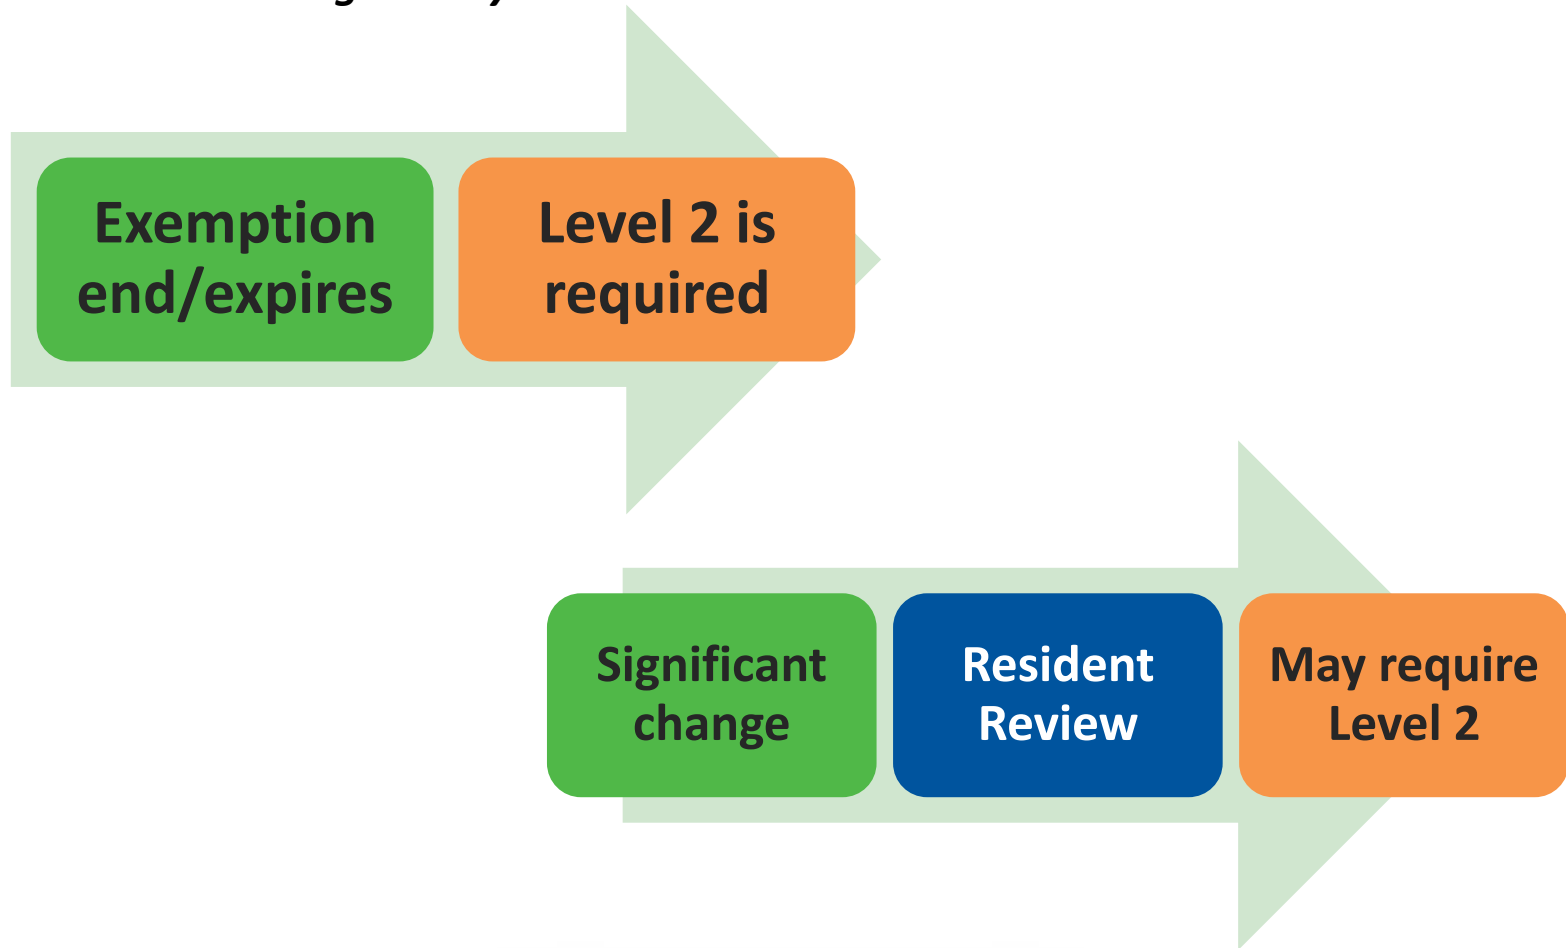 Exemption
end/expires
Level 2 is
required
Significant
change
Resident
Review
May require
Level 2